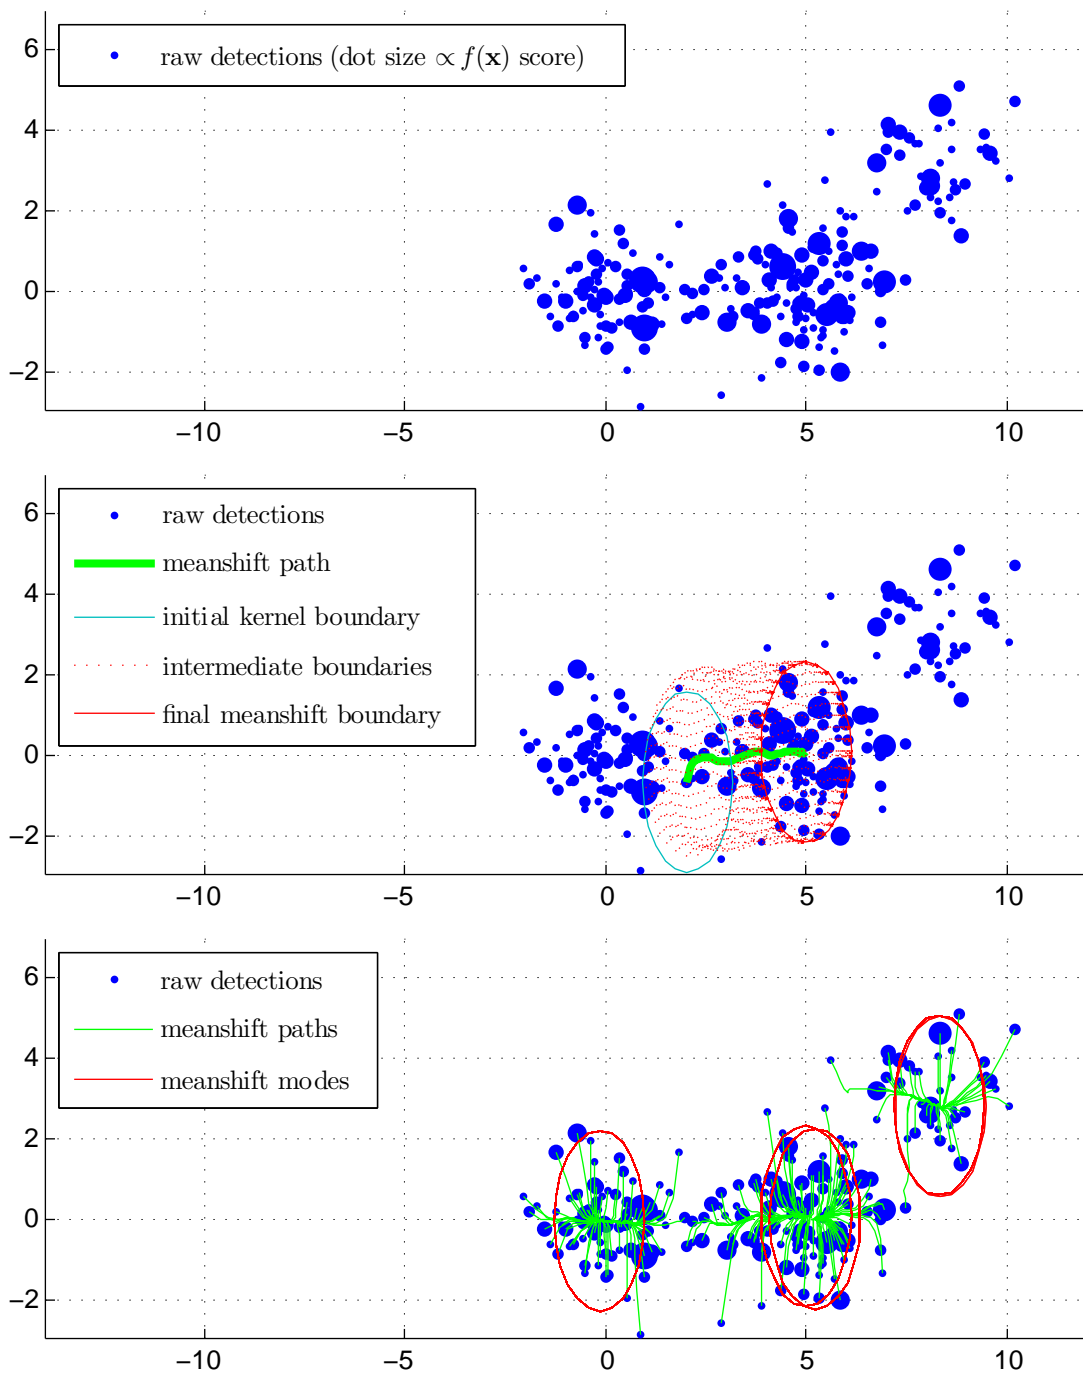 raw detections (dot size ∝ f(x) score)
6
4
2
0
−2
−10 −5 0 5 10
raw detections
meanshift path
initial kernel boundary
intermediate boundaries
final meanshift boundary
6
4
2
0
−2
−10 −5 0 5 10
raw detections
meanshift paths
meanshift modes
6
4
2
0
−2
−10 −5 0 5 10